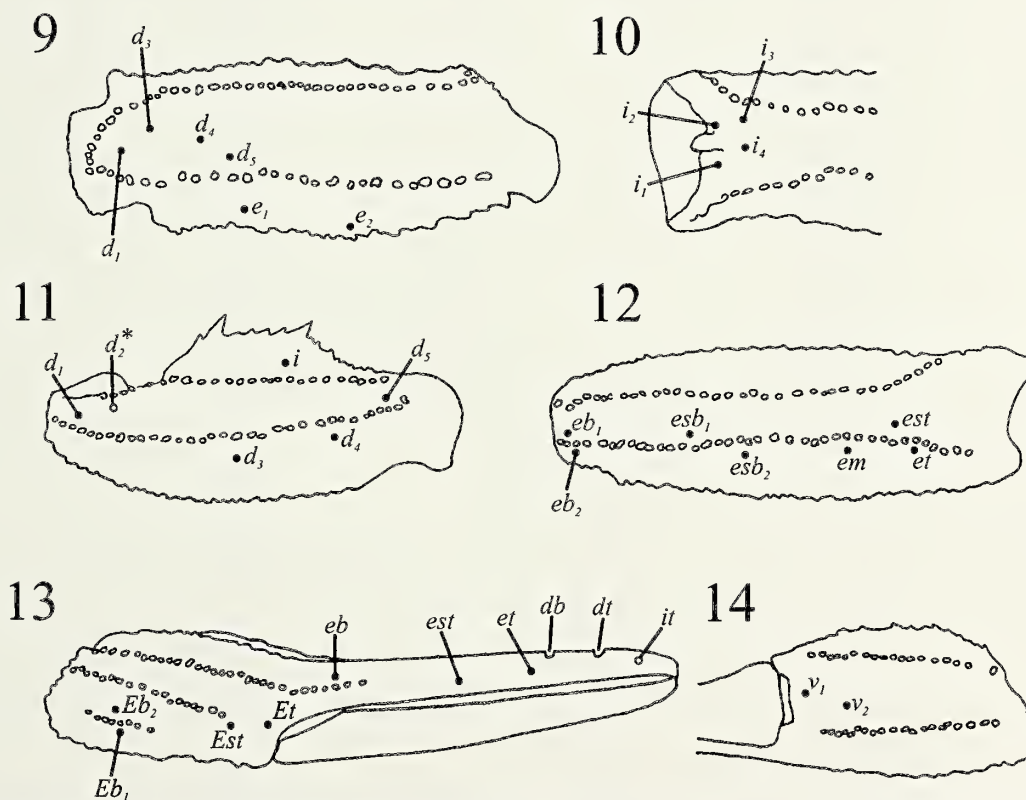 9
d₃
d₄
d₅
d₁
e₁
e₂
10
i₃
i₂
i₄
i₁
11
d₁
d₂*
i
d₅
d₄
d₃
12
eb₁
esb₁
est
eb₂
esb₂
em
et
13
eb
est
et
db
dt
it
Eb₂
Est
Et
Eb₁
14
v₁
v₂